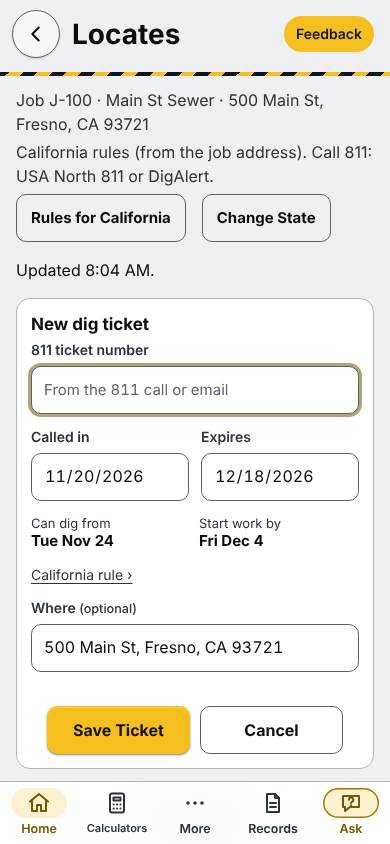 Locates
Feedback
Job J-100 · Main St Sewer · 500 Main St,
Fresno, CA 93721
California rules (from the job address). Call 811:
USA North 811 or DigAlert.
Rules for California
Change State
Updated 8:04 AM.
New dig ticket
811 ticket number
From the 811 call or email
Called in
Expires
11/20/2026
12/18/2026
Can dig from
Start work by
Tue Nov 24
Fri Dec 4
California rule ›
Where (optional)
500 Main St, Fresno, CA 93721
Save Ticket
Cancel
Home
Calculators
More
Records
Ask